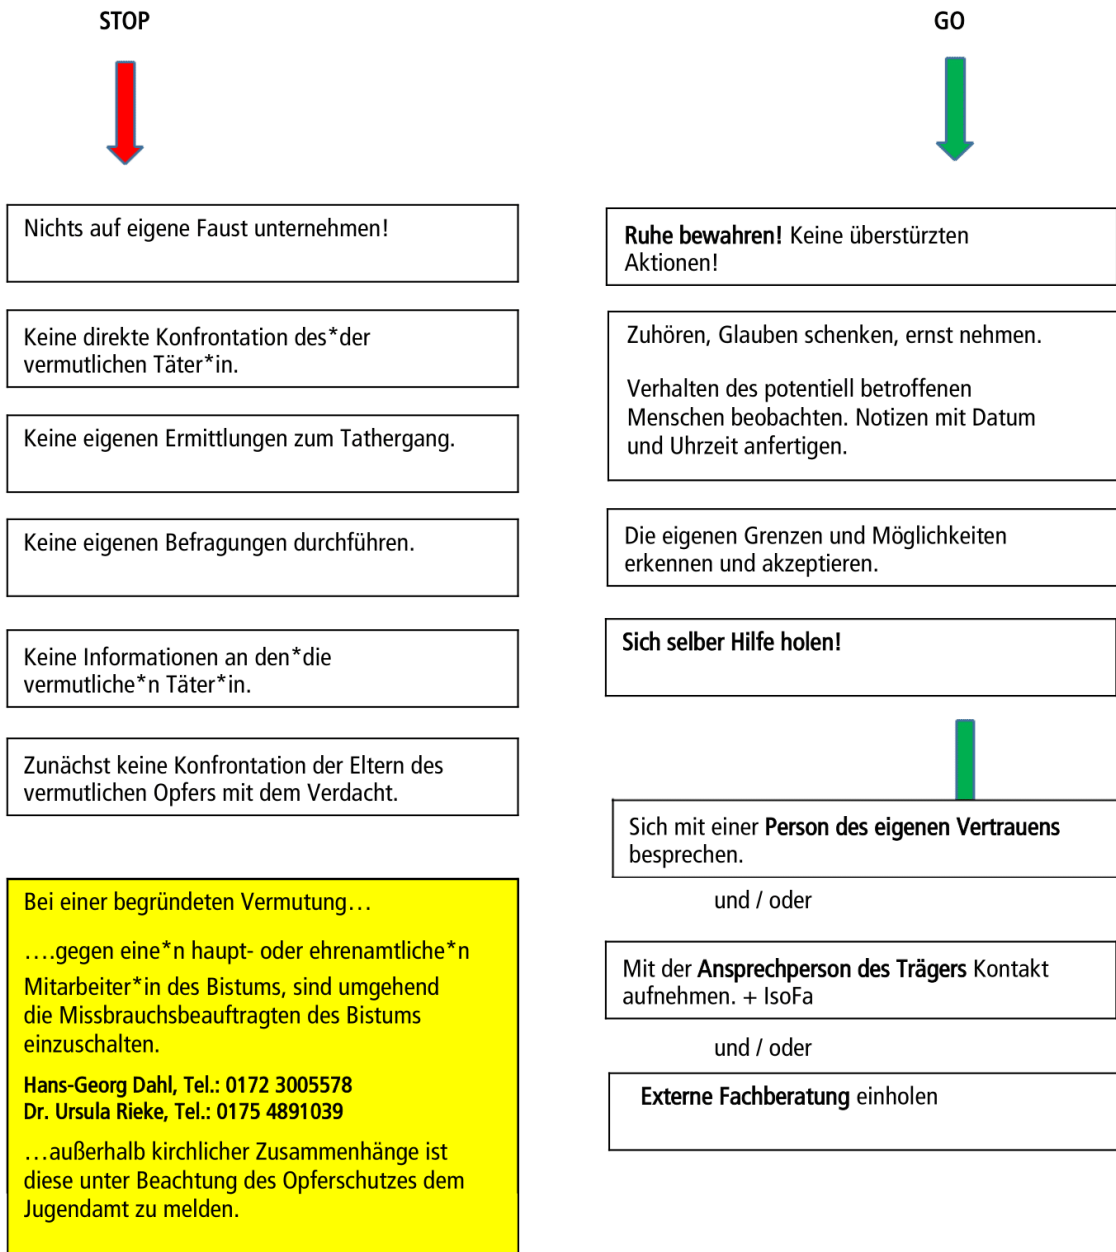 STOP
Nichts auf eigene Faust unternehmen!
Keine direkte Konfrontation des*der
vermutlichen Täter*in.
Keine eigenen Ermittlungen zum Tathergang.
Keine eigenen Befragungen durchführen.
Keine Informationen an den*die
vermutliche*n Täter*in.
Zunächst keine Konfrontation der Eltern des
vermutlichen Opfers mit dem Verdacht.
Bei einer begründeten Vermutung…
….gegen eine*n haupt- oder ehrenamtliche*n
Mitarbeiter*in des Bistums, sind umgehend
die Missbrauchsbeauftragten des Bistums
einzuschalten.
Hans-Georg Dahl, Tel.: 0172 3005578
Dr. Ursula Rieke, Tel.: 0175 4891039
…außerhalb kirchlicher Zusammenhänge ist
diese unter Beachtung des Opferschutzes dem
Jugendamt zu melden.
GO
Ruhe bewahren! Keine überstürzten
Aktionen!
Zuhören, Glauben schenken, ernst nehmen.
Verhalten des potentiell betroffenen
Menschen beobachten. Notizen mit Datum
und Uhrzeit anfertigen.
Die eigenen Grenzen und Möglichkeiten
erkennen und akzeptieren.
Sich selber Hilfe holen!
Sich mit einer Person des eigenen Vertrauens
besprechen.
und / oder
Mit der Ansprechperson des Trägers Kontakt
aufnehmen. + IsoFa
und / oder
Externe Fachberatung einholen